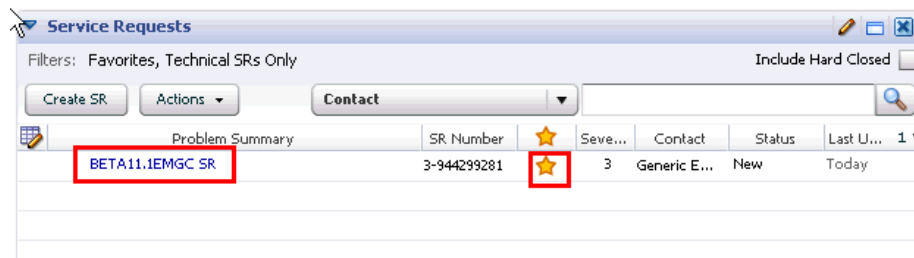 Service Requests
Filters: Favorites, Technical SRs Only Include Hard Closed
Create SR Actions Contact
Problem Summary SR Number Seve... Contact Status Last U... 1
BETA11.1EMGC SR 3-944299281 3 Generic E... New Today